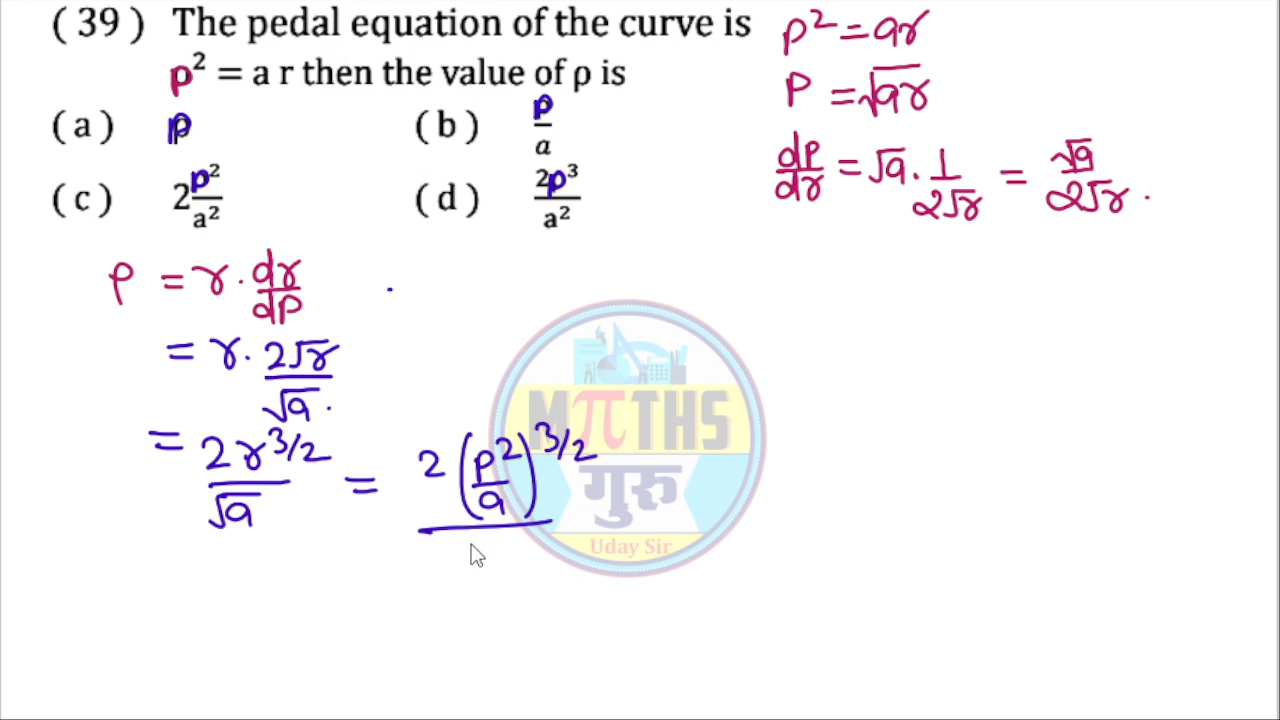 ( 39 ) The pedal equation of the curve is
p² = a r then the value of ρ is
( a ) p ( b ) p/a
( c ) 2 p²/a² ( d ) 2p³/a²
p² = ar
P = √ar
dp/dr = √a · 1/2√r = √a/2√r .
ρ = r · dr/dp
= r · 2√r/√a .
= 2r^3/2/√a = 2(p²/a)^3/2
MπTHS
गुरु
Uday Sir